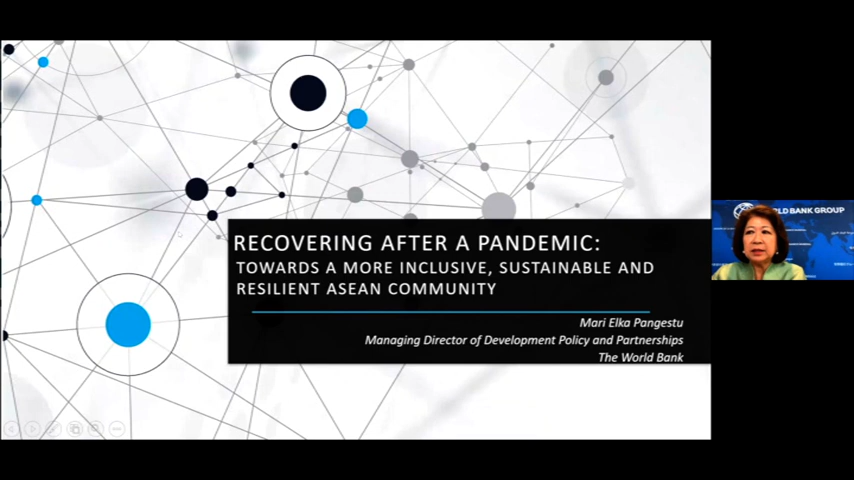 RECOVERING AFTER A PANDEMIC:
TOWARDS A MORE INCLUSIVE, SUSTAINABLE AND
RESILIENT ASEAN COMMUNITY
Mari Elka Pangestu
Managing Director of Development Policy and Partnerships
The World Bank
RLD BANK GROUP